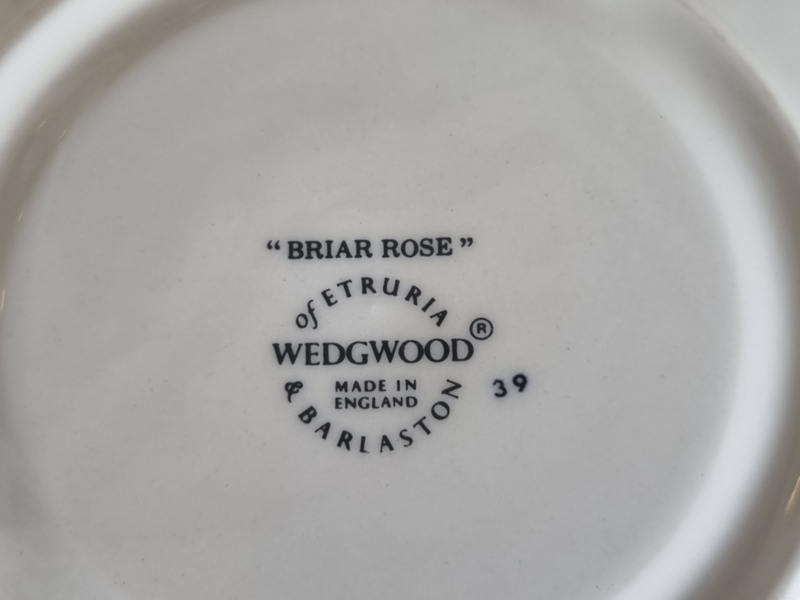 “ BRIAR ROSE ”
of ETRURIA
WEDGWOOD ®
MADE IN
ENGLAND
& BARLASTON
39